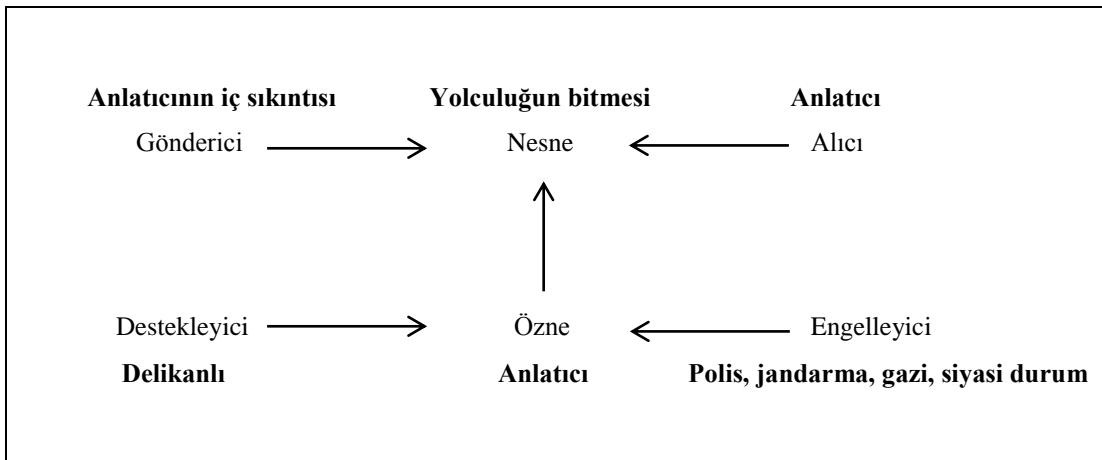 Anlatıcının iç sıkıntısı Yolculuğun bitmesi Anlatıcı
Gönderici Nesne Alıcı
Destekleyici Özne Engelleyici
Delikanlı Anlatıcı Polis, jandarma, gazi, siyasi durum